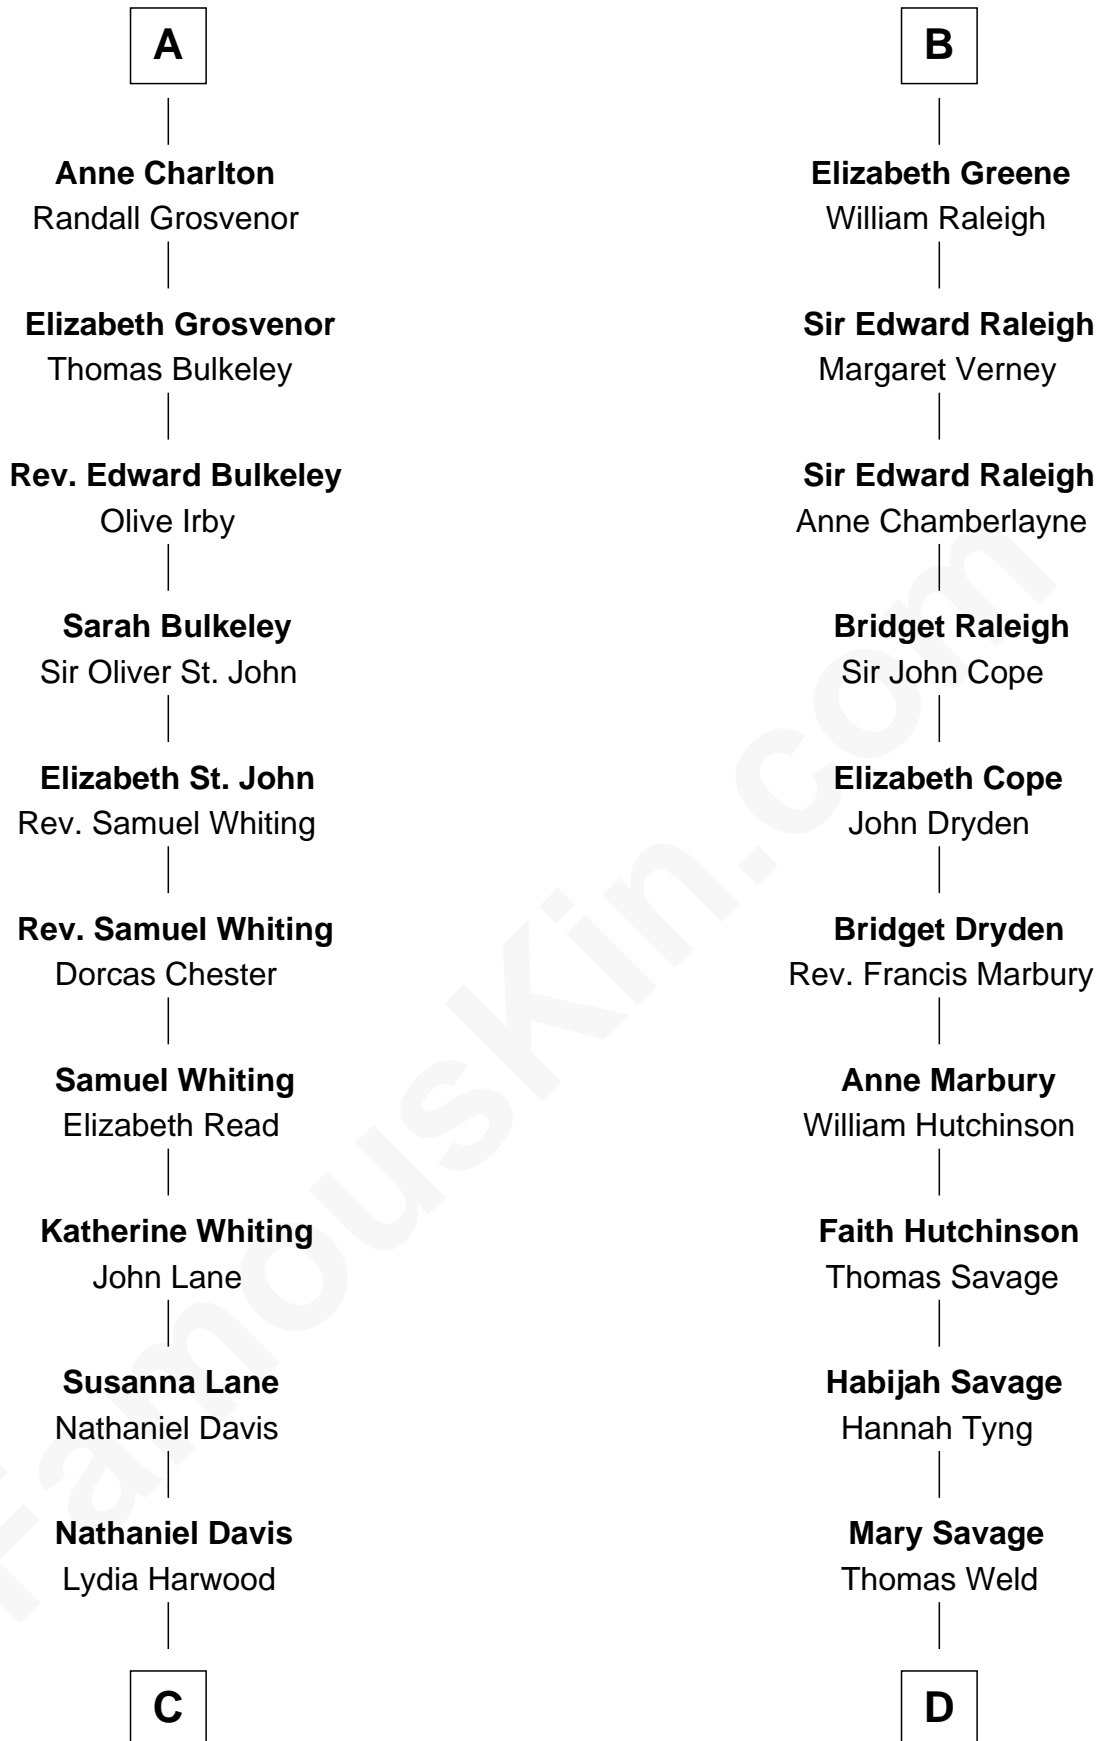 A
Anne Charlton
Randall Grosvenor
Elizabeth Grosvenor
Thomas Bulkeley
Rev. Edward Bulkeley
Olive Irby
Sarah Bulkeley
Sir Oliver St. John
Elizabeth St. John
Rev. Samuel Whiting
Rev. Samuel Whiting
Dorcas Chester
Samuel Whiting
Elizabeth Read
Katherine Whiting
John Lane
Susanna Lane
Nathaniel Davis
Nathaniel Davis
Lydia Harwood
C
B
Elizabeth Greene
William Raleigh
Sir Edward Raleigh
Margaret Verney
Sir Edward Raleigh
Anne Chamberlayne
Bridget Raleigh
Sir John Cope
Elizabeth Cope
John Dryden
Bridget Dryden
Rev. Francis Marbury
Anne Marbury
William Hutchinson
Faith Hutchinson
Thomas Savage
Habijah Savage
Hannah Tyng
Mary Savage
Thomas Weld
D
FamousKin.com